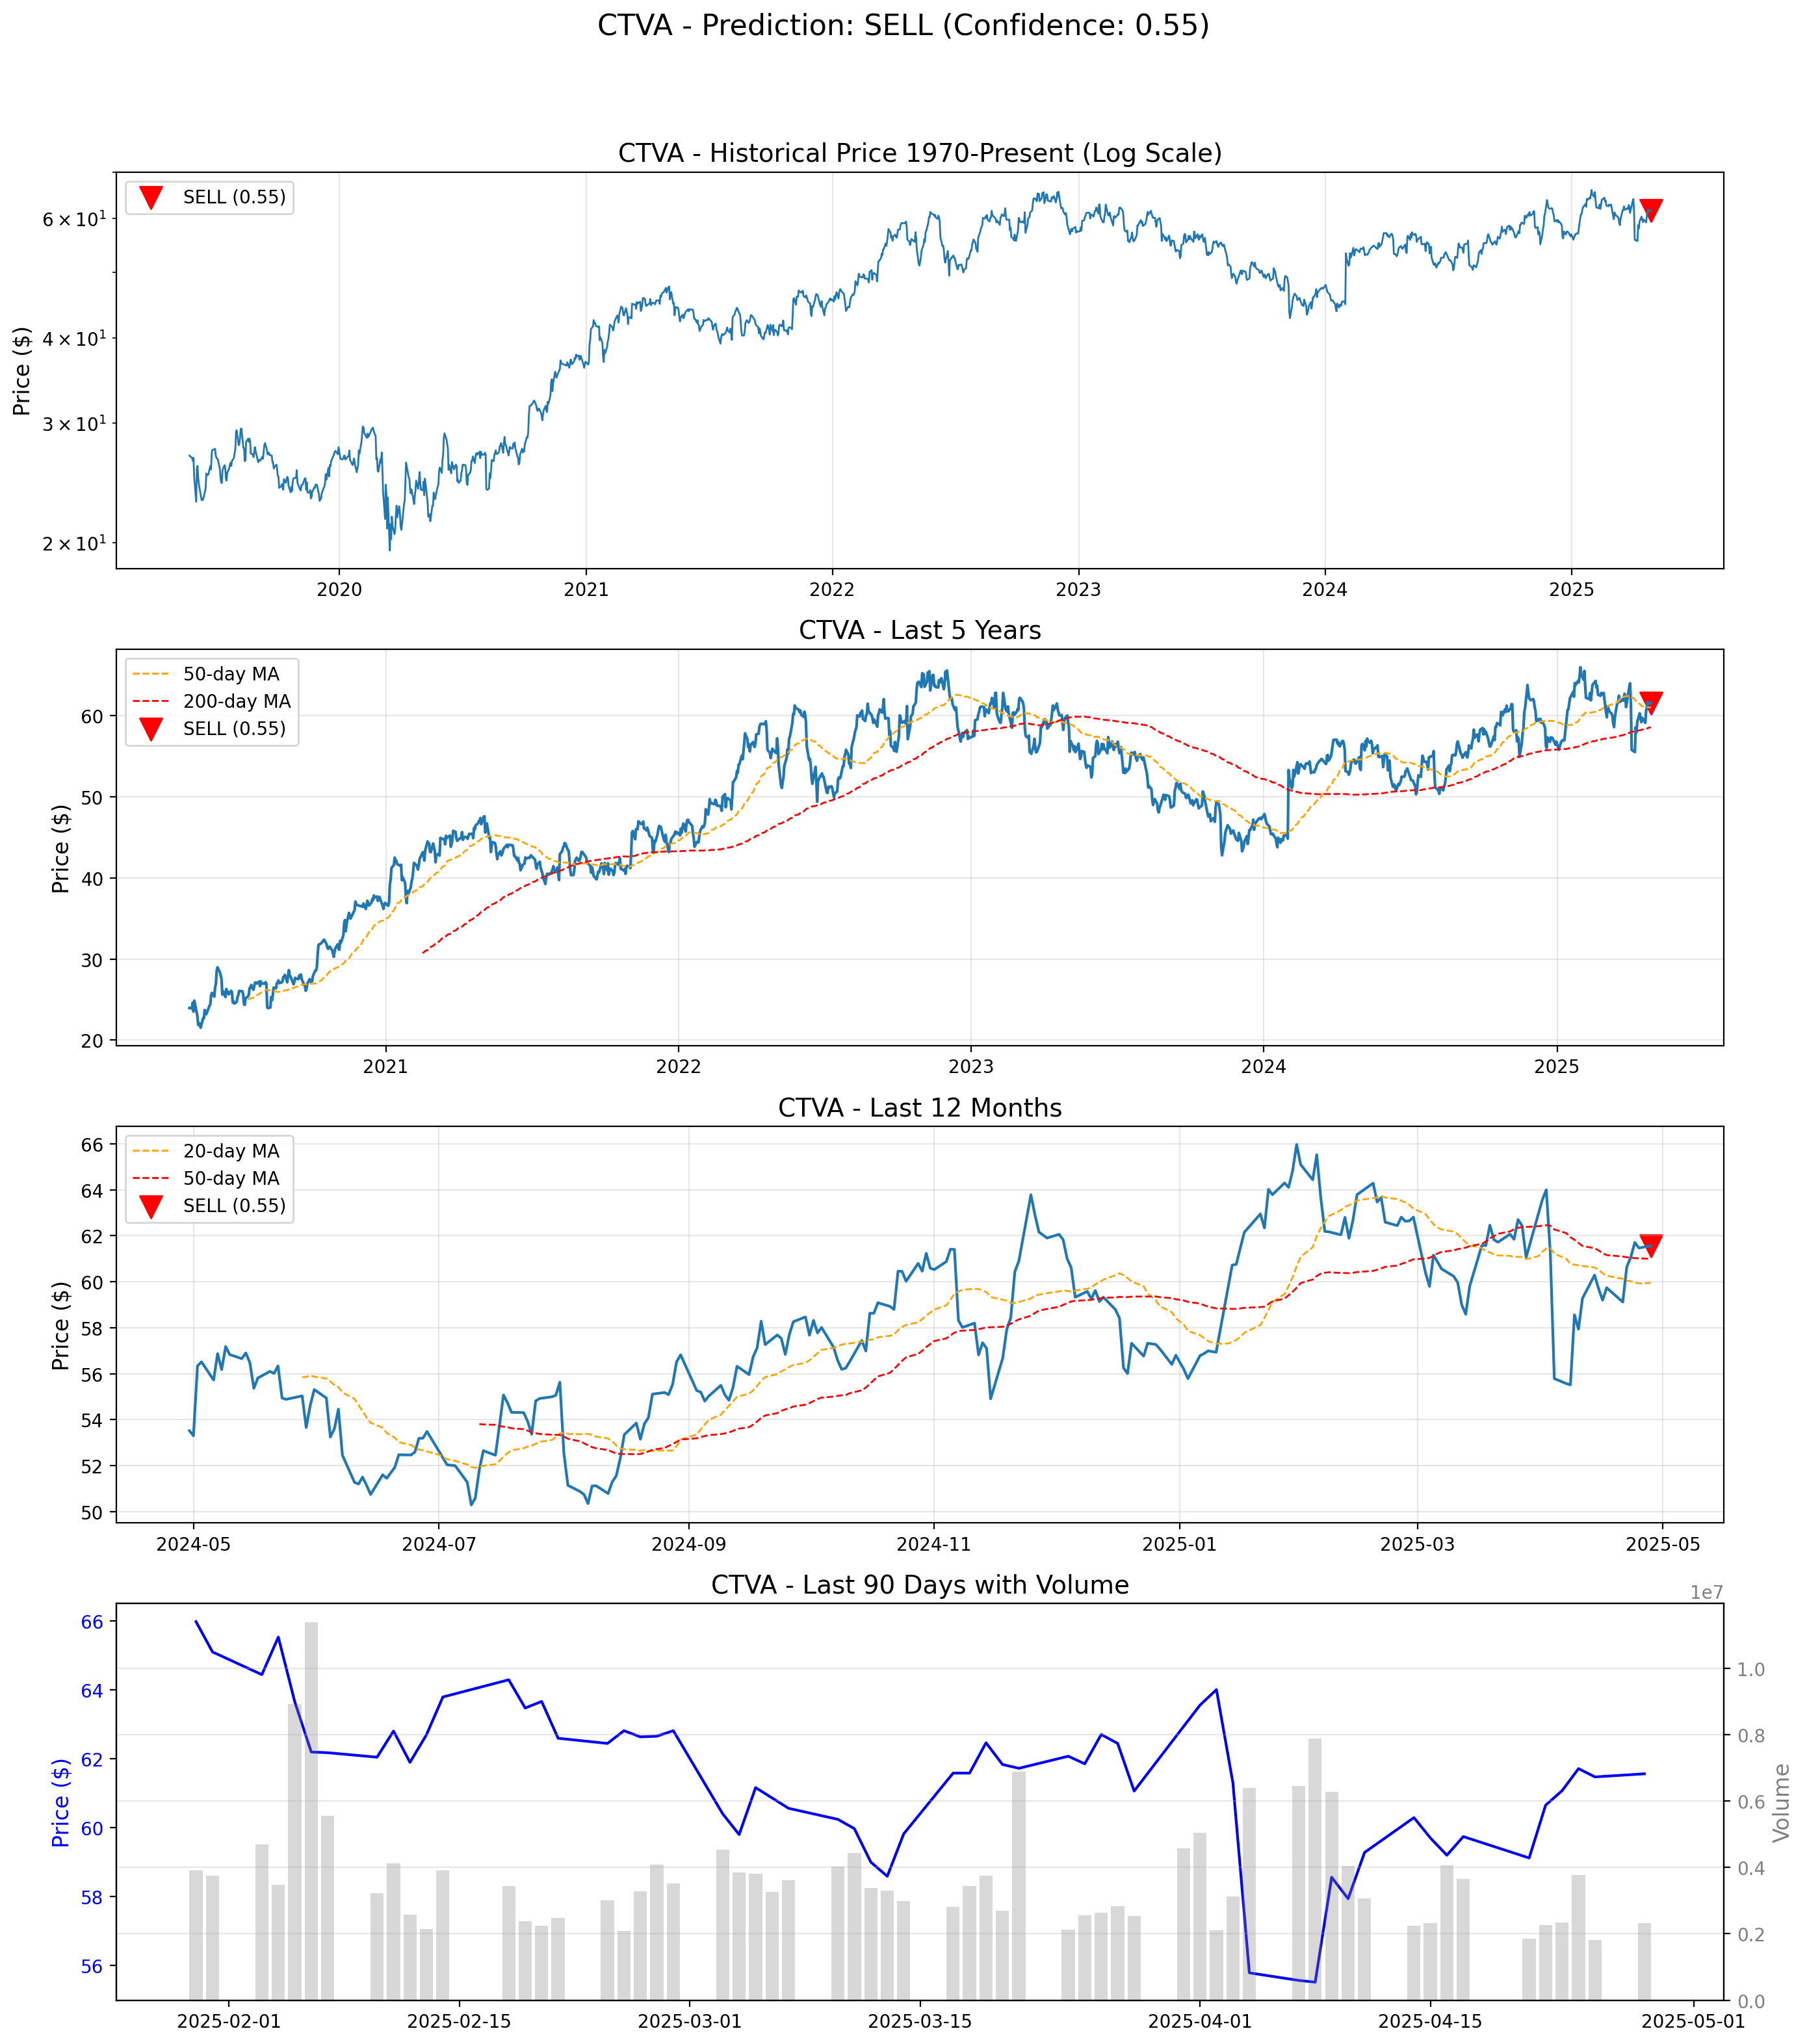 CTVA - Prediction: SELL (Confidence: 0.55)
CTVA - Historical Price 1970-Present (Log Scale)
SELL (0.55)
Price ($)
6 × 10¹
4 × 10¹
3 × 10¹
2 × 10¹
2020 2021 2022 2023 2024 2025
CTVA - Last 5 Years
50-day MA
200-day MA
SELL (0.55)
Price ($)
60
50
40
30
20
2021 2022 2023 2024 2025
CTVA - Last 12 Months
20-day MA
50-day MA
SELL (0.55)
Price ($)
66
64
62
60
58
56
54
52
50
2024-05 2024-07 2024-09 2024-11 2025-01 2025-03 2025-05
CTVA - Last 90 Days with Volume
1e7
Price ($)
66
64
62
60
58
56
1.0
0.8
0.6
0.4
0.2
0.0
Volume
2025-02-01 2025-02-15 2025-03-01 2025-03-15 2025-04-01 2025-04-15 2025-05-01